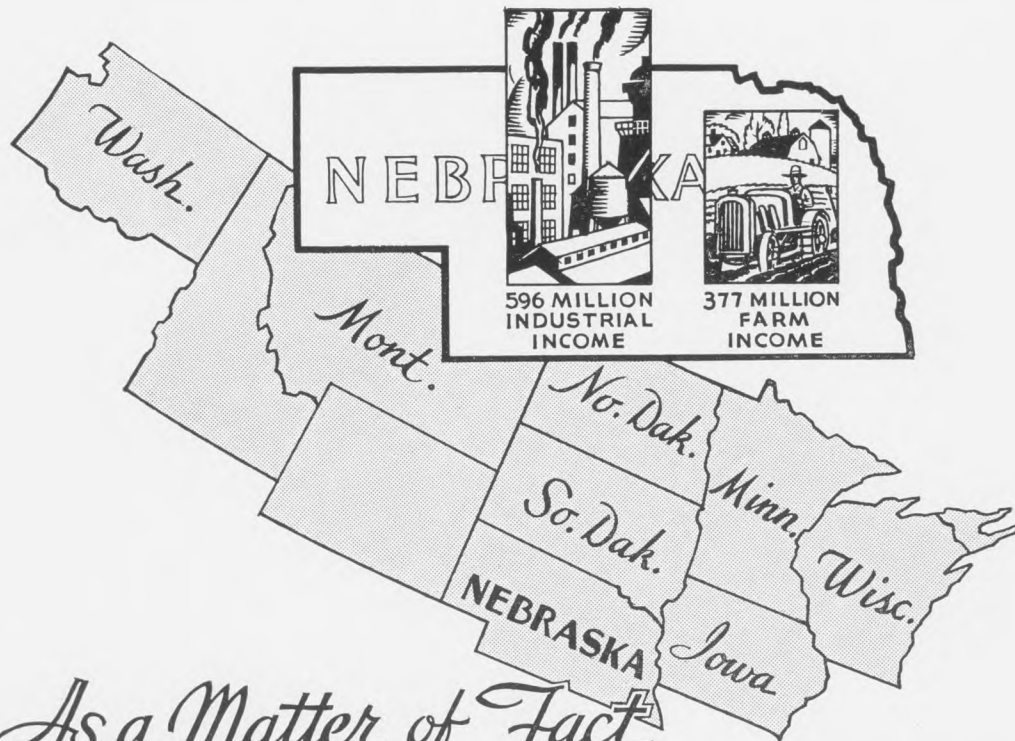 Wash.
NEBRASKA
596 MILLION
INDUSTRIAL
INCOME
377 MILLION
FARM
INCOME
Mont.
No. Dak.
So. Dak.
Minn.
Wisc.
NEBRASKA
Iowa
As a Matter of Fact